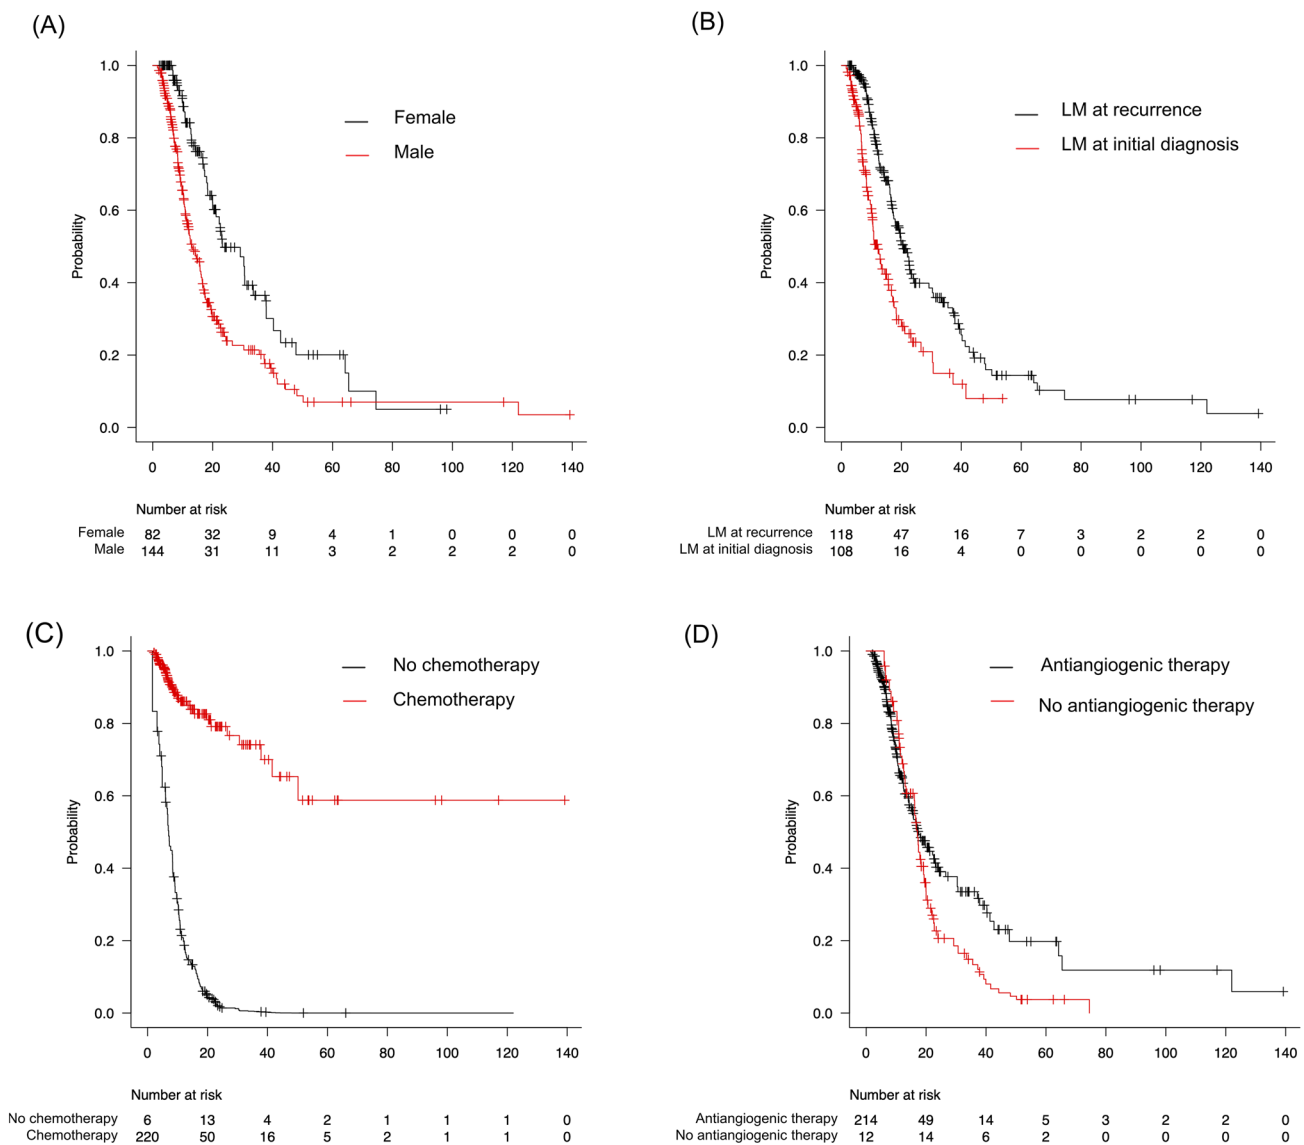 (A)
Female
Male
Probability
1.0
0.8
0.6
0.4
0.2
0.0
0 20 40 60 80 100 120 140
Number at risk
Female 82 32 9 4 1 0 0 0
Male 144 31 11 3 2 2 2 0
(B)
LM at recurrence
LM at initial diagnosis
Probability
1.0
0.8
0.6
0.4
0.2
0.0
0 20 40 60 80 100 120 140
Number at risk
LM at recurrence 118 47 16 7 3 2 2 0
LM at initial diagnosis 108 16 4 0 0 0 0 0
(C)
No chemotherapy
Chemotherapy
Probability
1.0
0.8
0.6
0.4
0.2
0.0
0 20 40 60 80 100 120 140
Number at risk
No chemotherapy 6 13 4 2 1 1 1 0
Chemotherapy 220 50 16 5 2 1 1 0
(D)
Antiangiogenic therapy
No antiangiogenic therapy
Probability
1.0
0.8
0.6
0.4
0.2
0.0
0 20 40 60 80 100 120 140
Number at risk
Antiangiogenic therapy 214 49 14 5 3 2 2 0
No antiangiogenic therapy 12 14 6 2 0 0 0 0